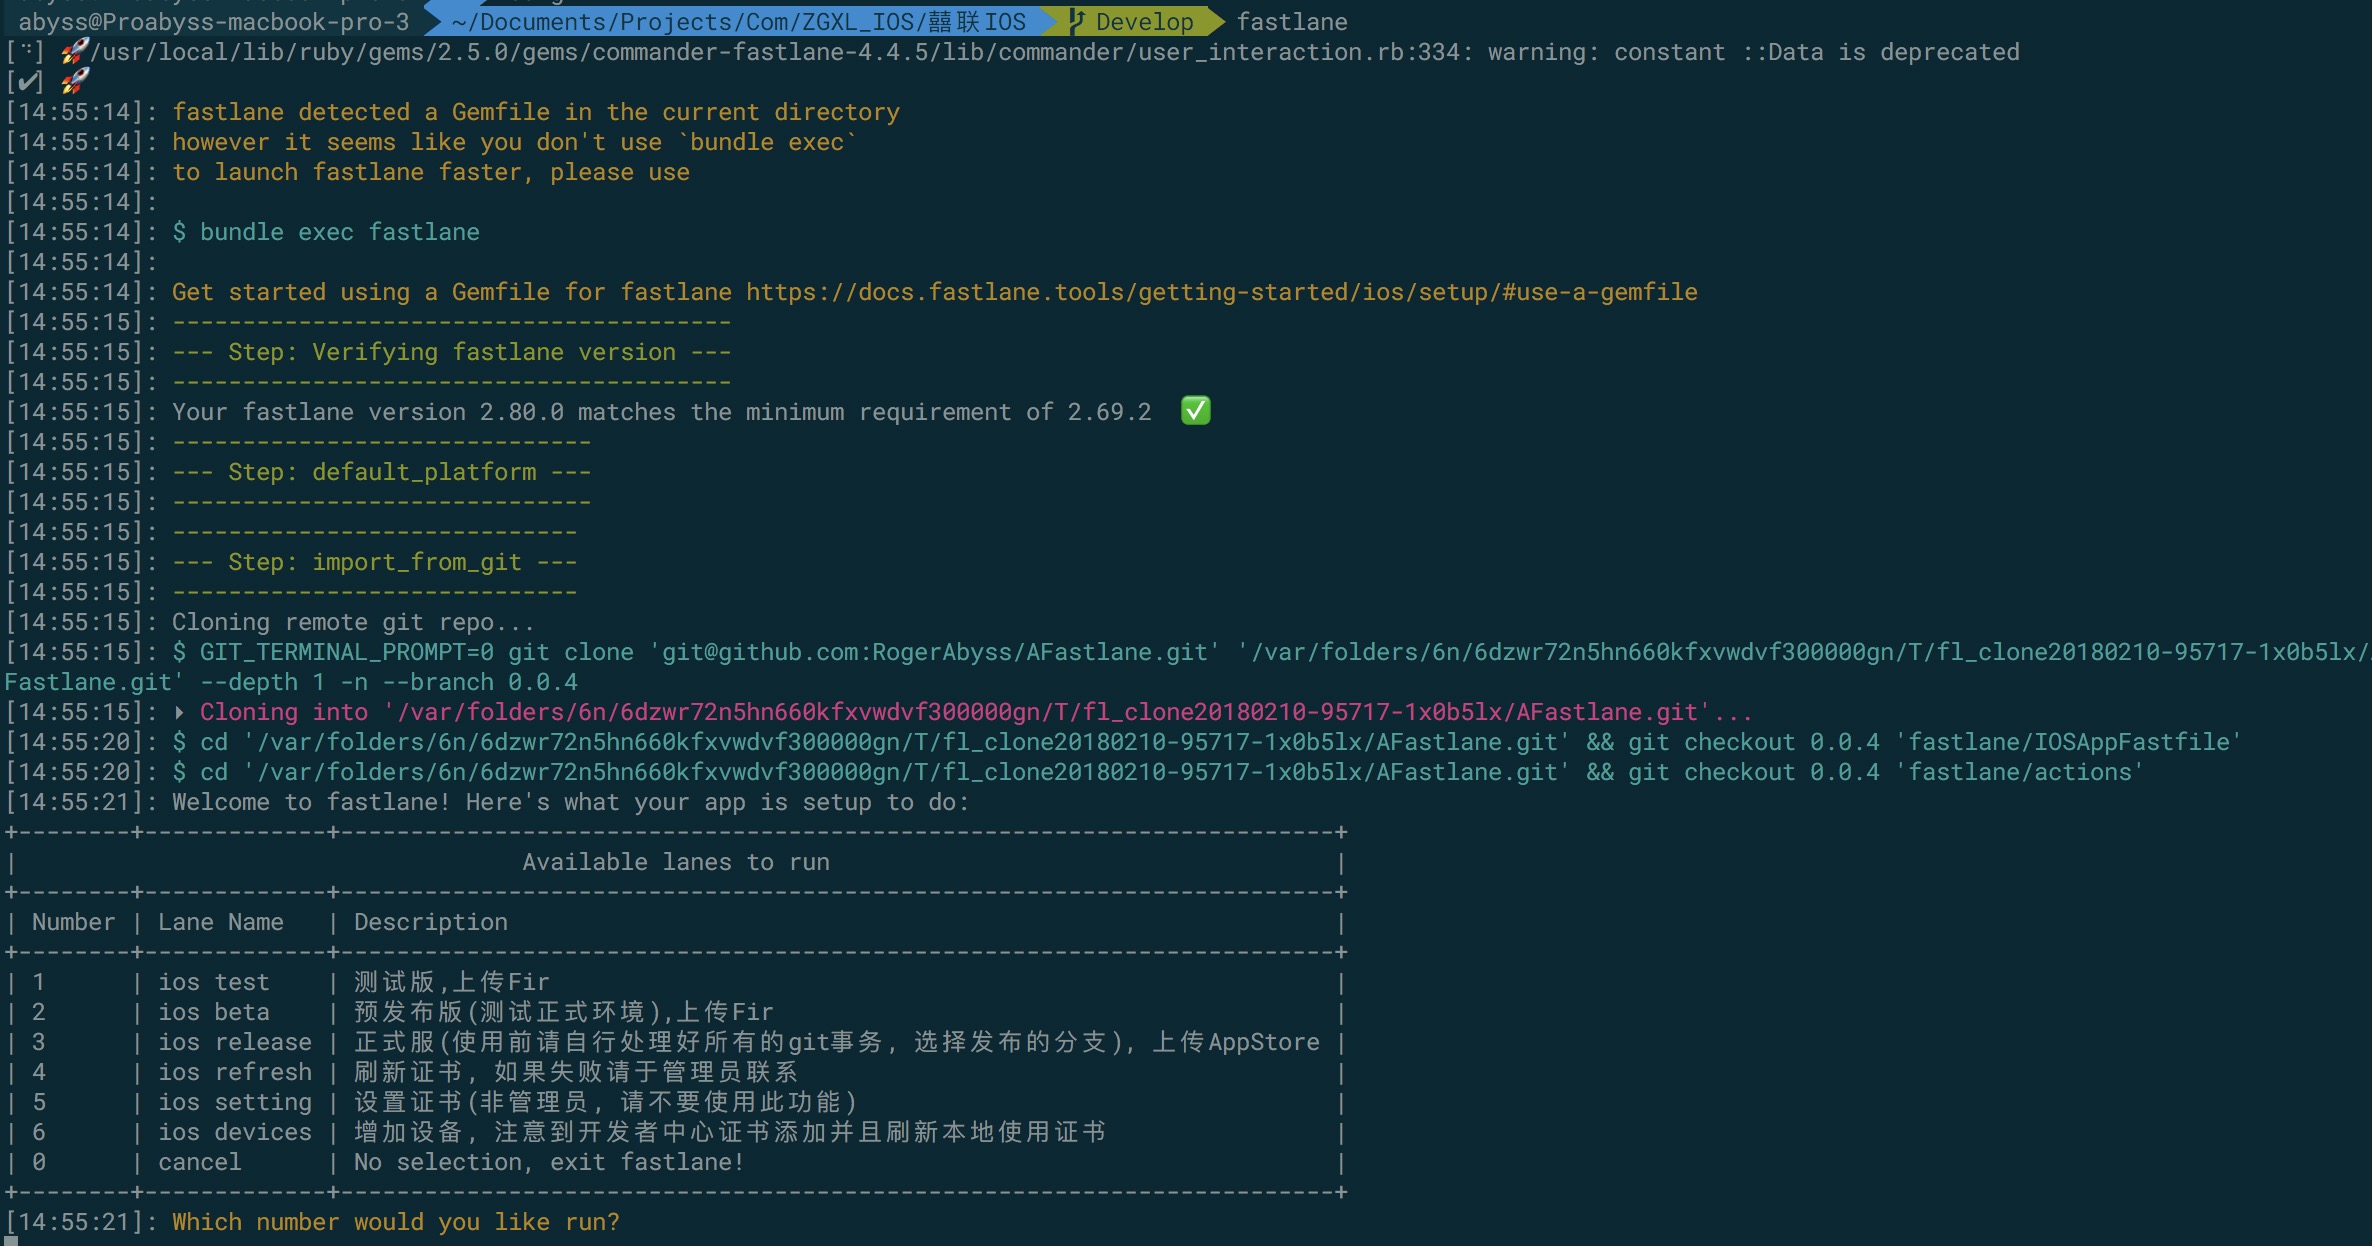 abyss@Proabyss-macbook-pro-3 ~/Documents/Projects/Com/ZGXL_IOS/囍联IOS Develop fastlane
[⠙] 🚀/usr/local/lib/ruby/gems/2.5.0/gems/commander-fastlane-4.4.5/lib/commander/user_interaction.rb:334: warning: constant ::Data is deprecated
[✔] 🚀
[14:55:14]: fastlane detected a Gemfile in the current directory
[14:55:14]: however it seems like you don't use `bundle exec`
[14:55:14]: to launch fastlane faster, please use
[14:55:14]:
[14:55:14]: $ bundle exec fastlane
[14:55:14]:
[14:55:14]: Get started using a Gemfile for fastlane https://docs.fastlane.tools/getting-started/ios/setup/#use-a-gemfile
[14:55:15]: ----------------------------------------
[14:55:15]: --- Step: Verifying fastlane version ---
[14:55:15]: ----------------------------------------
[14:55:15]: Your fastlane version 2.80.0 matches the minimum requirement of 2.69.2 ✅
[14:55:15]: ------------------------------
[14:55:15]: --- Step: default_platform ---
[14:55:15]: ------------------------------
[14:55:15]: -----------------------------
[14:55:15]: --- Step: import_from_git ---
[14:55:15]: -----------------------------
[14:55:15]: Cloning remote git repo...
[14:55:15]: $ GIT_TERMINAL_PROMPT=0 git clone 'git@github.com:RogerAbyss/AFastlane.git' '/var/folders/6n/6dzwr72n5hn660kfxvwdvf300000gn/T/fl_clone20180210-95717-1x0b5lx/
Fastlane.git' --depth 1 -n --branch 0.0.4
[14:55:15]: ▸ Cloning into '/var/folders/6n/6dzwr72n5hn660kfxvwdvf300000gn/T/fl_clone20180210-95717-1x0b5lx/AFastlane.git'...
[14:55:20]: $ cd '/var/folders/6n/6dzwr72n5hn660kfxvwdvf300000gn/T/fl_clone20180210-95717-1x0b5lx/AFastlane.git' && git checkout 0.0.4 'fastlane/IOSAppFastfile'
[14:55:20]: $ cd '/var/folders/6n/6dzwr72n5hn660kfxvwdvf300000gn/T/fl_clone20180210-95717-1x0b5lx/AFastlane.git' && git checkout 0.0.4 'fastlane/actions'
[14:55:21]: Welcome to fastlane! Here's what your app is setup to do:
+--------+-------------+-----------------------------------------------------------------------+
| Available lanes to run |
+--------+-------------+-----------------------------------------------------------------------+
| Number | Lane Name | Description |
+--------+-------------+-----------------------------------------------------------------------+
| 1 | ios test | 测试版,上传Fir |
| 2 | ios beta | 预发布版(测试正式环境),上传Fir |
| 3 | ios release | 正式服(使用前请自行处理好所有的git事务, 选择发布的分支), 上传AppStore |
| 4 | ios refresh | 刷新证书, 如果失败请于管理员联系 |
| 5 | ios setting | 设置证书(非管理员, 请不要使用此功能) |
| 6 | ios devices | 增加设备, 注意到开发者中心证书添加并且刷新本地使用证书 |
| 0 | cancel | No selection, exit fastlane! |
+--------+-------------+-----------------------------------------------------------------------+
[14:55:21]: Which number would you like run?